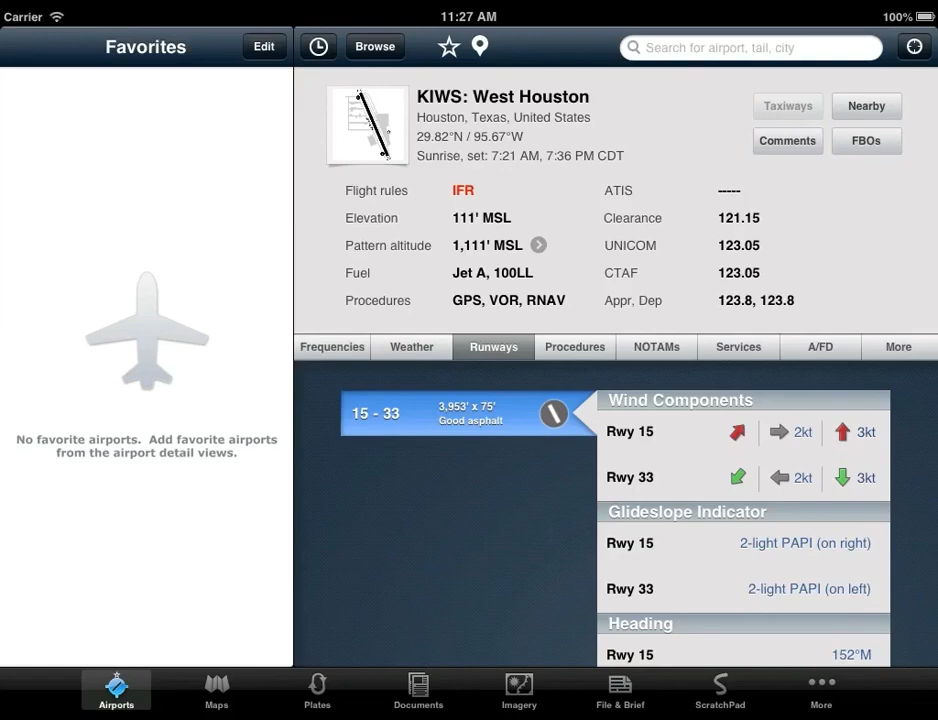 Carrier 11:27 AM 100%
Favorites Edit Browse Search for airport, tail, city
KIWS: West Houston
Houston, Texas, United States
29.82°N / 95.67°W
Sunrise, set: 7:21 AM, 7:36 PM CDT
Taxiways Nearby
Comments FBOs
Flight rules IFR ATIS -----
Elevation 111' MSL Clearance 121.15
Pattern altitude 1,111' MSL UNICOM 123.05
Fuel Jet A, 100LL CTAF 123.05
Procedures GPS, VOR, RNAV Appr, Dep 123.8, 123.8
Frequencies Weather Runways Procedures NOTAMs Services A/FD More
No favorite airports. Add favorite airports
from the airport detail views.
15 - 33 3,953' x 75'
Good asphalt
Wind Components
Rwy 15 2kt 3kt
Rwy 33 2kt 3kt
Glideslope Indicator
Rwy 15 2-light PAPI (on right)
Rwy 33 2-light PAPI (on left)
Heading
Rwy 15 152°M
Airports Maps Plates Documents Imagery File & Brief ScratchPad More